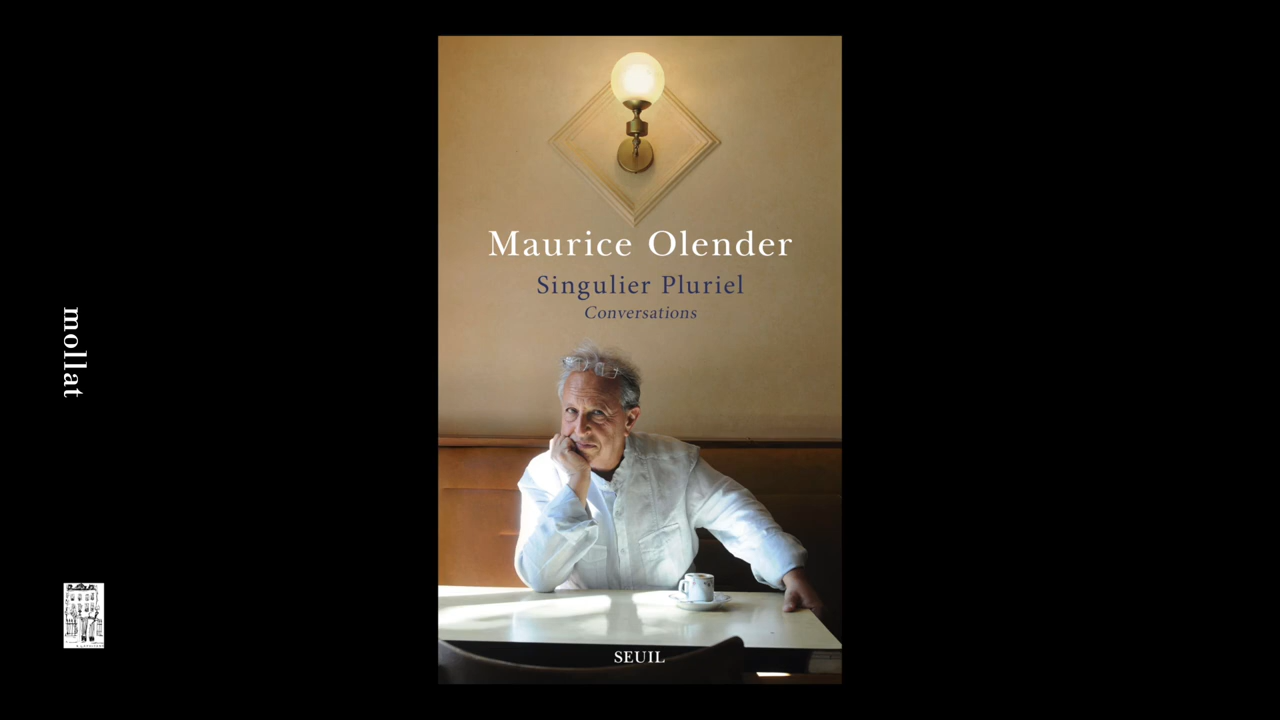 Maurice Olender
Singulier Pluriel
Conversations
SEUIL
mollat